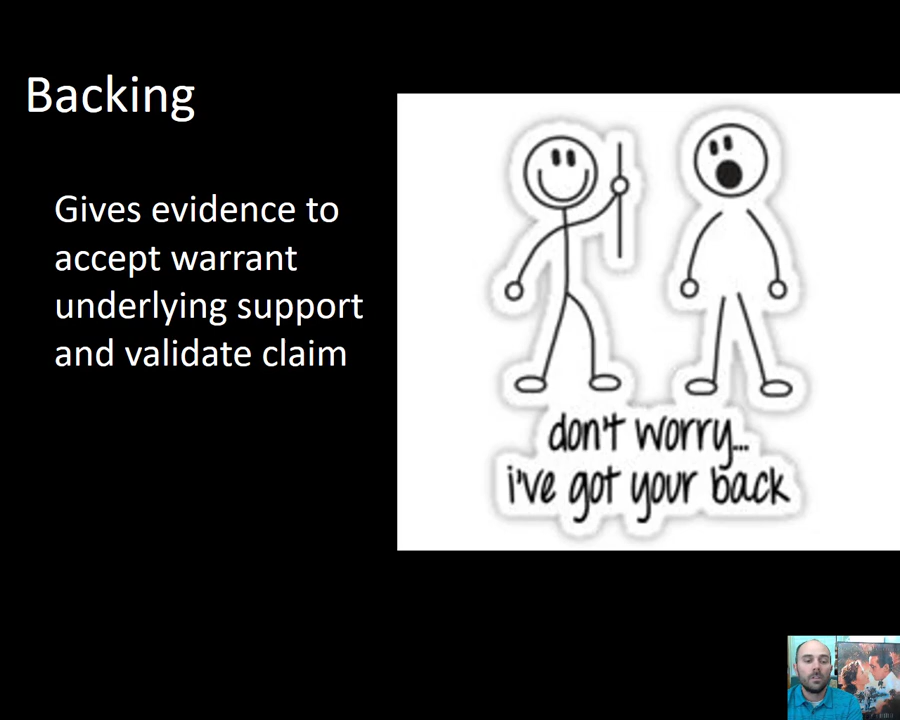 Backing
Gives evidence to
accept warrant
underlying support
and validate claim
don't worry...
i've got your back